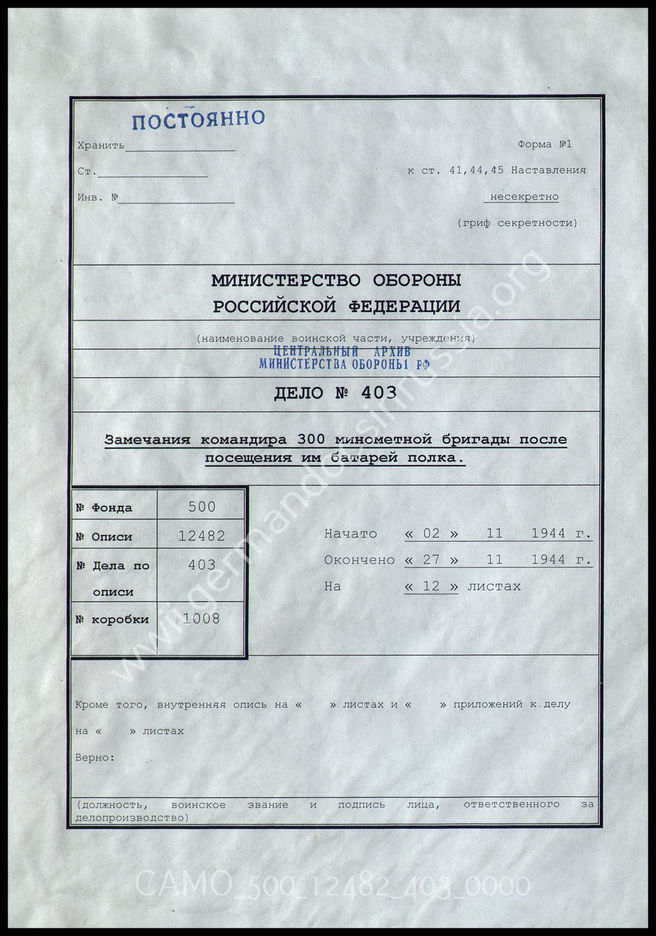 ПОСТОЯННО
Хранить
Форма №1
Ст.
к ст. 41,44,45 Наставления
Инв. №
несекретно
(гриф секретности)
МИНИСТЕРСТВО ОБОРОНЫ
РОССИЙСКОЙ ФЕДЕРАЦИИ
(наименование воинской части, учреждения)
ЦЕНТРАЛЬНЫЙ АРХИВ
МИНИСТЕРСТВА ОБОРОНЫ РФ
ДЕЛО № 403
Замечания командира 300 минометной бригады после
посещения им батарей полка.
№ Фонда 500
№ Описи 12482
№ Дела по 403
описи
№ коробки 1008
Начато « 02 » 11 1944 г.
Окончено « 27 » 11 1944 г.
На « 12 » листах
Кроме того, внутренняя опись на « » листах и « » приложений к делу
на « » листах
Верно:
(должность, воинское звание и подпись лица, ответственного за
делопроизводство)
www.germandocsinrussia.org
CAMO_500_12482_403_0000